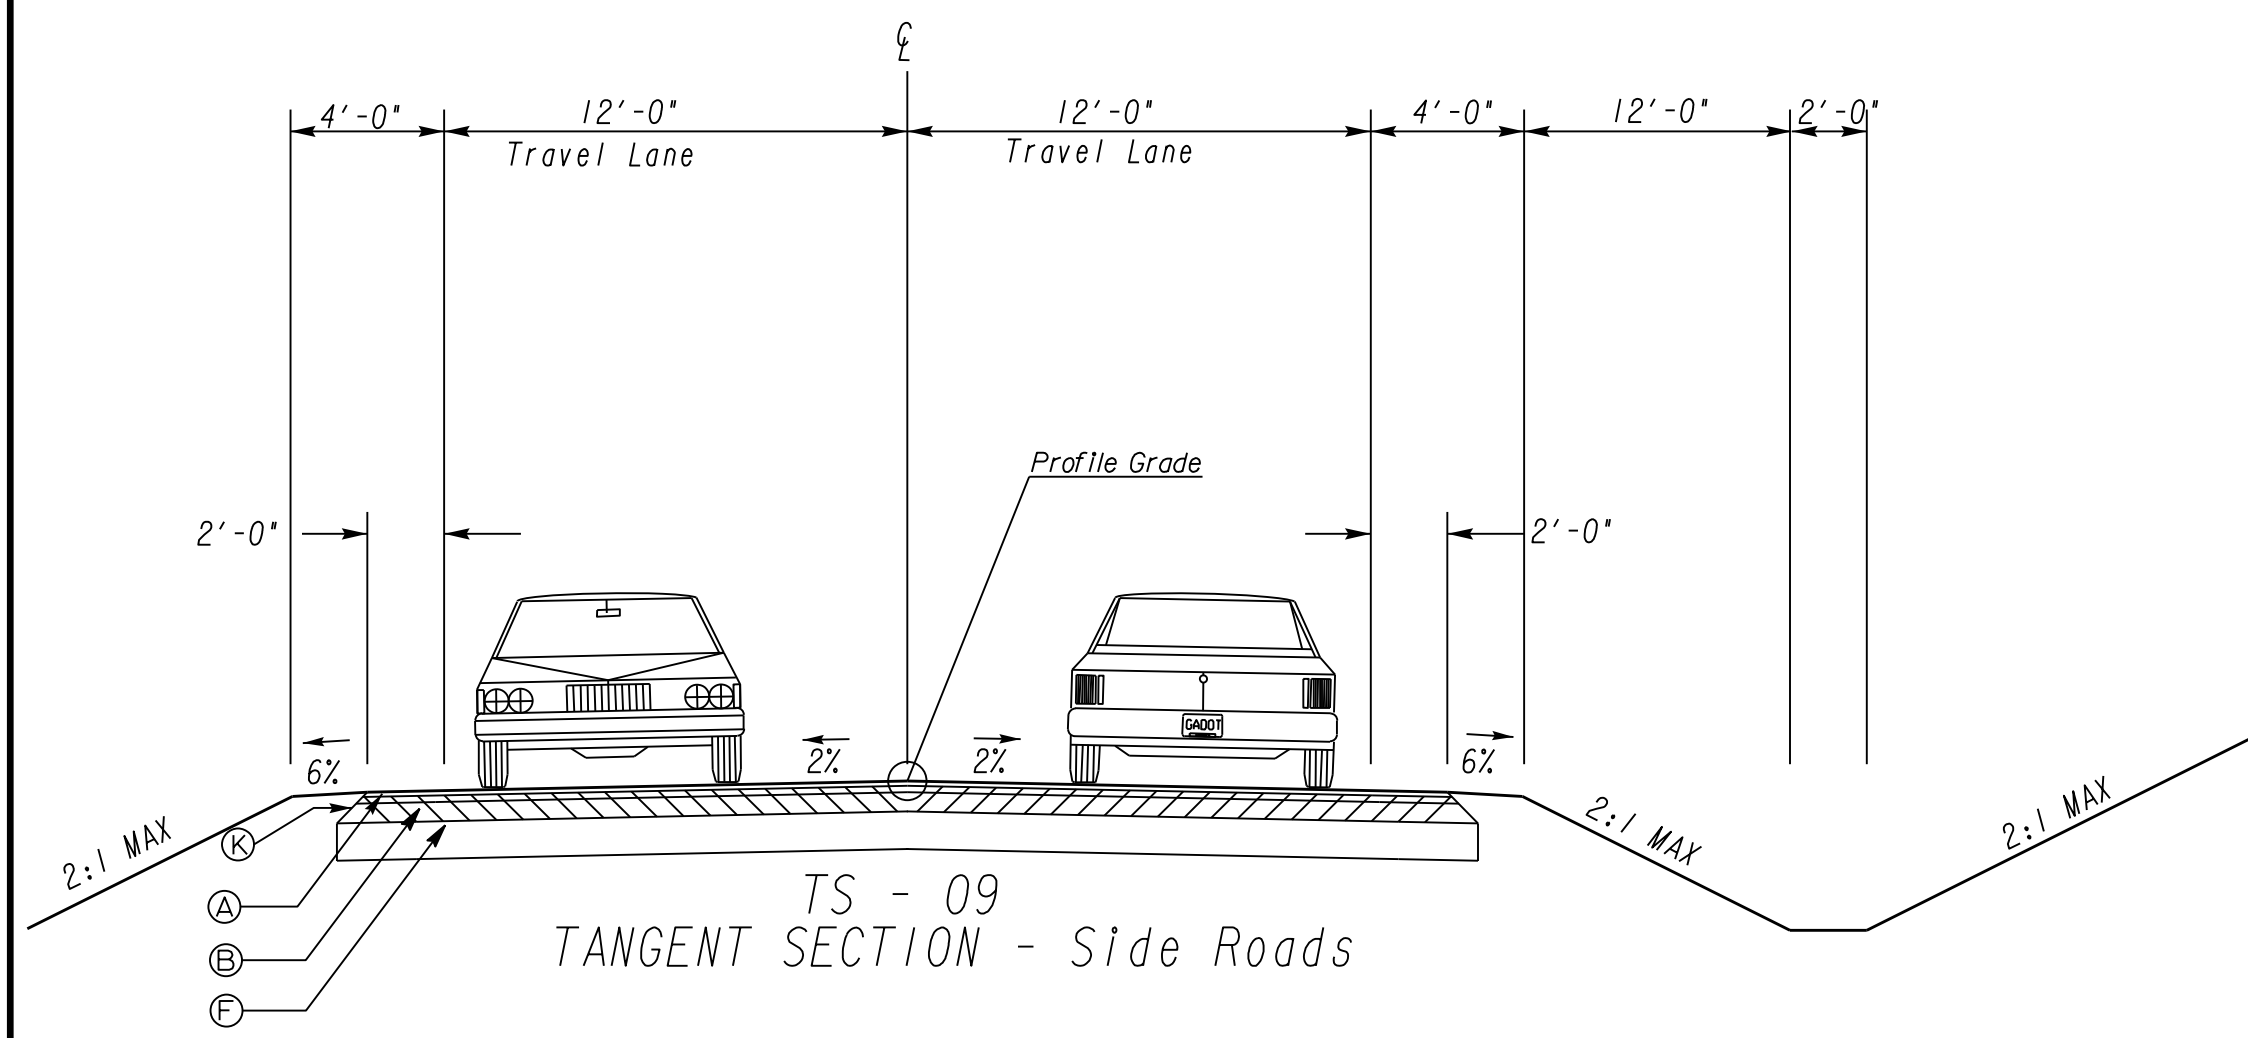 ℄
4'-0" 12'-0" 12'-0" 4'-0" 12'-0" 2'-0"
Travel Lane Travel Lane
Profile Grade
2'-0" 2'-0"
GADOT
6% 2% 2% 6%
2:1 MAX 2:1 MAX 2:1 MAX
K
A
B
F
TS - 09
TANGENT SECTION - Side Roads